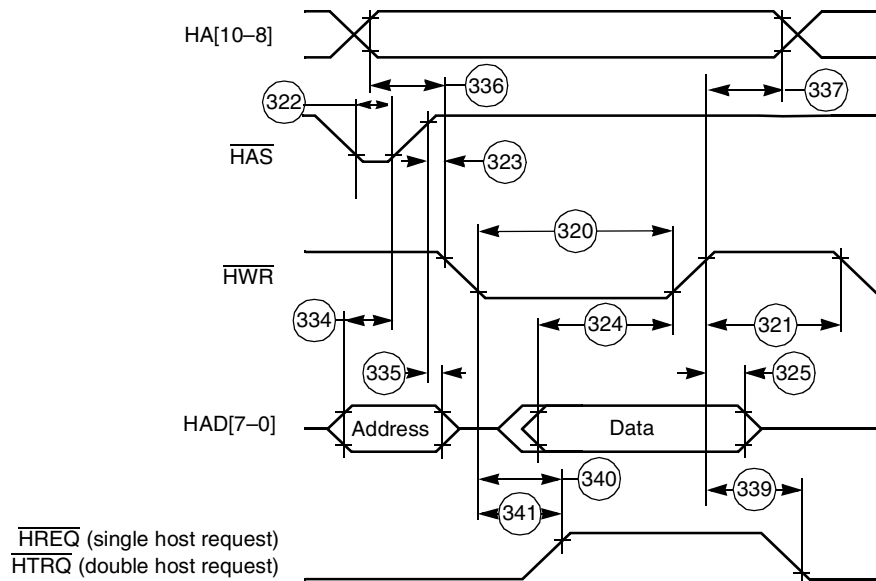 HA[10–8]
336
337
322
HAS
323
320
HWR
334
324
321
335
325
HAD[7–0]
Address
Data
340
341
339
HREQ (single host request)
HTRQ (double host request)